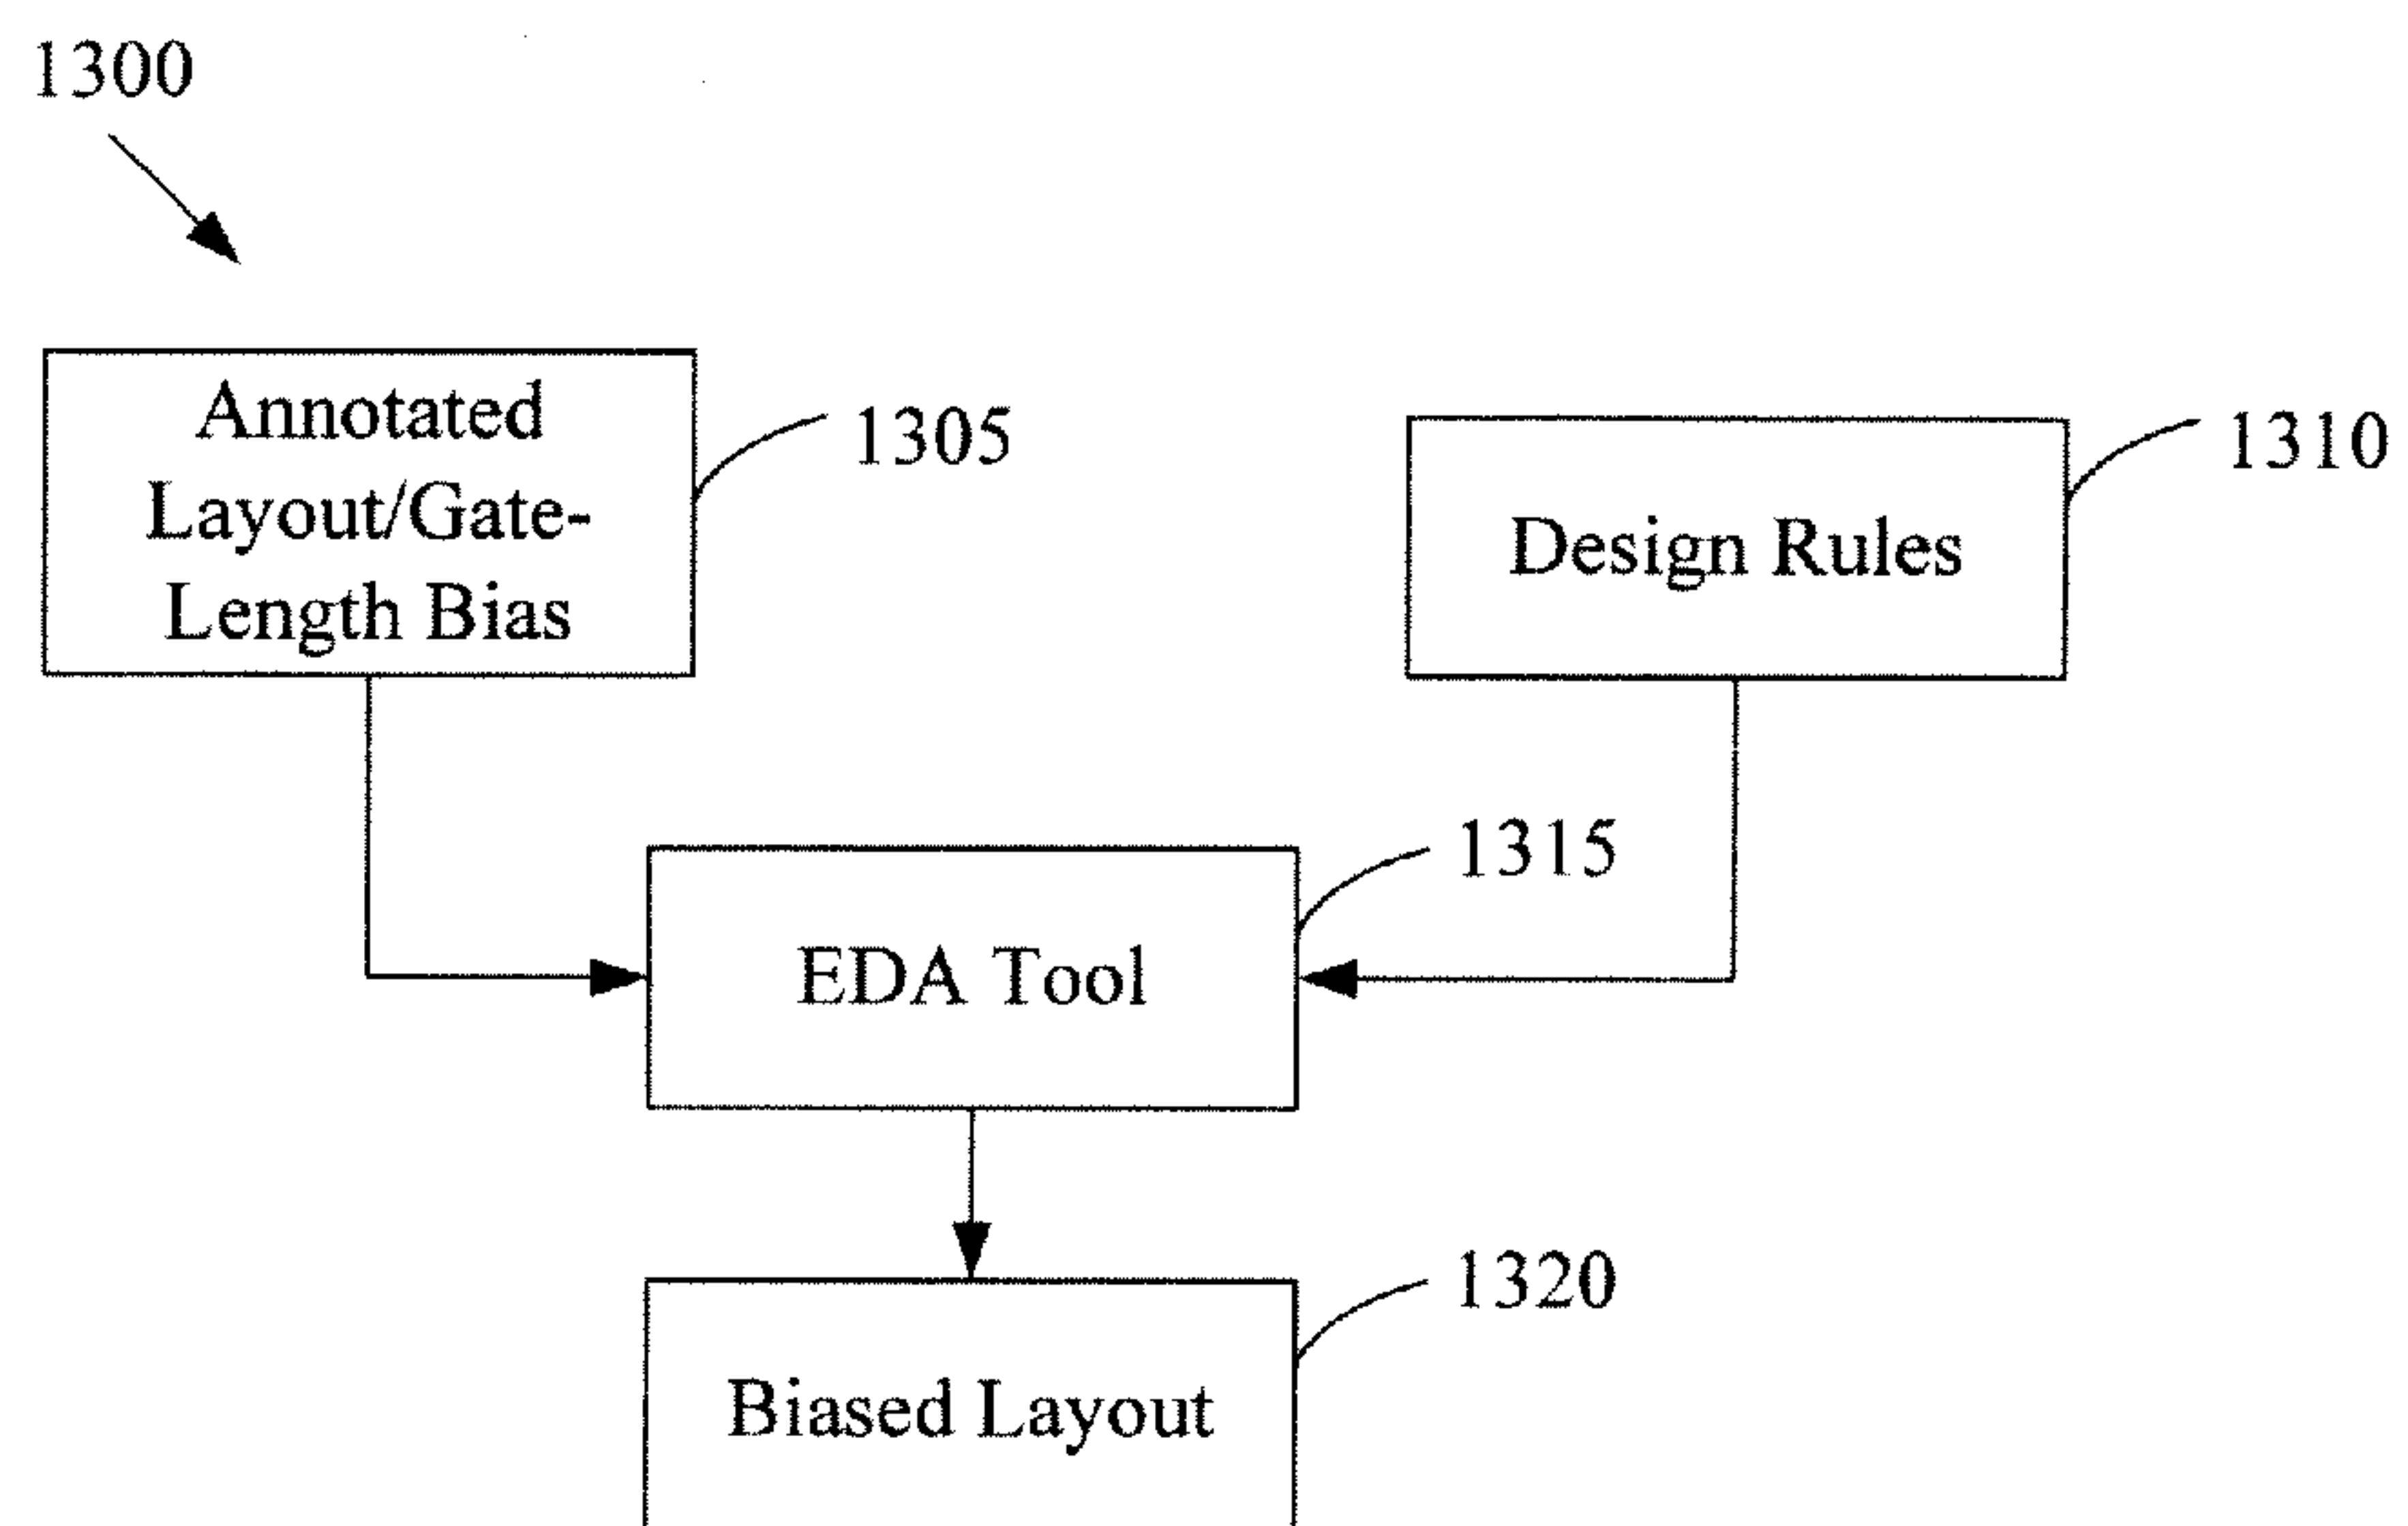 1300
Annotated
Layout/Gate-
Length Bias
1305
Design Rules
1310
EDA Tool
1315
Biased Layout
1320